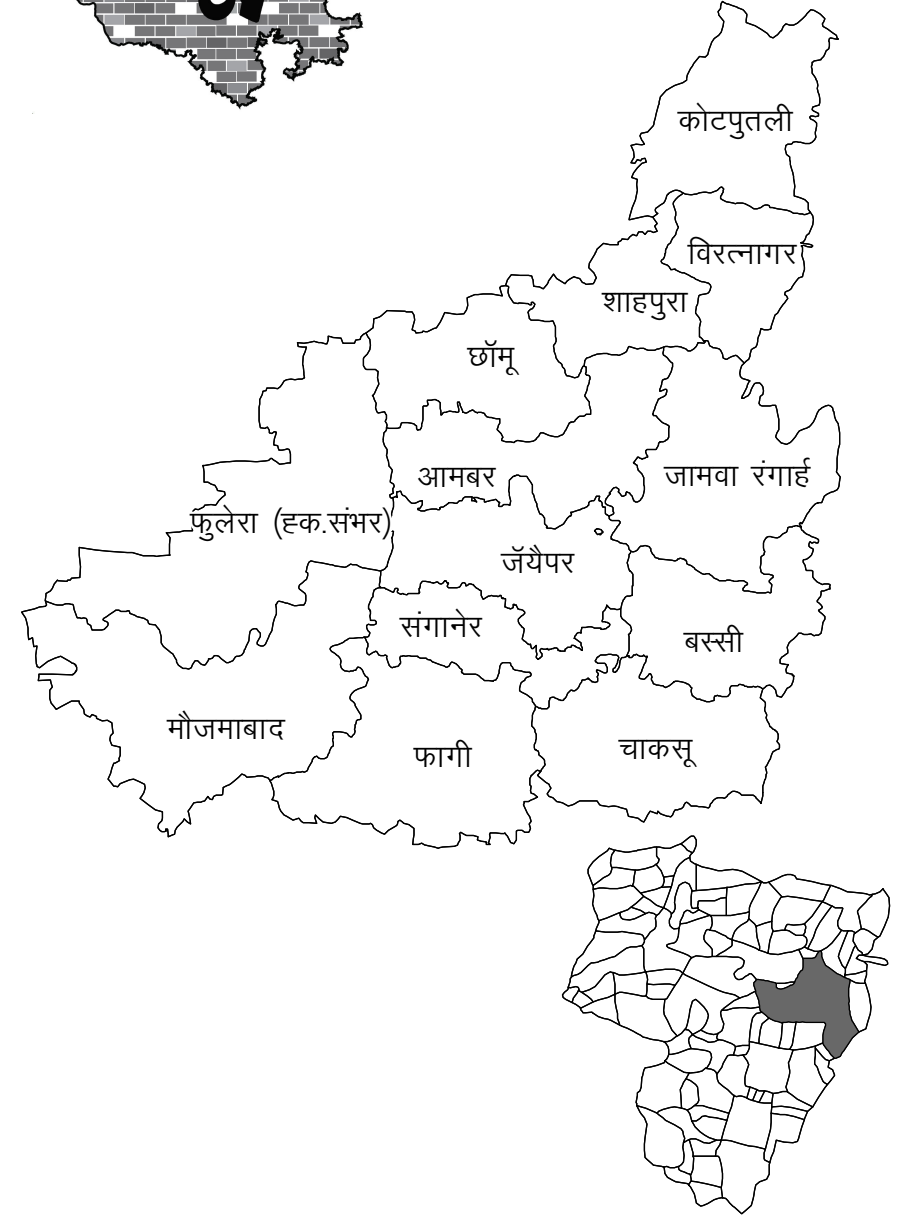 कोटपुतली
विरत्नागर
शाहपुरा
छॉमू
आमबर
जामवा रंगार्ह
फुलेरा (ह्क.संभर)
जॅयैपर
संगानेर
बस्सी
मौजमाबाद
फागी
चाकसू